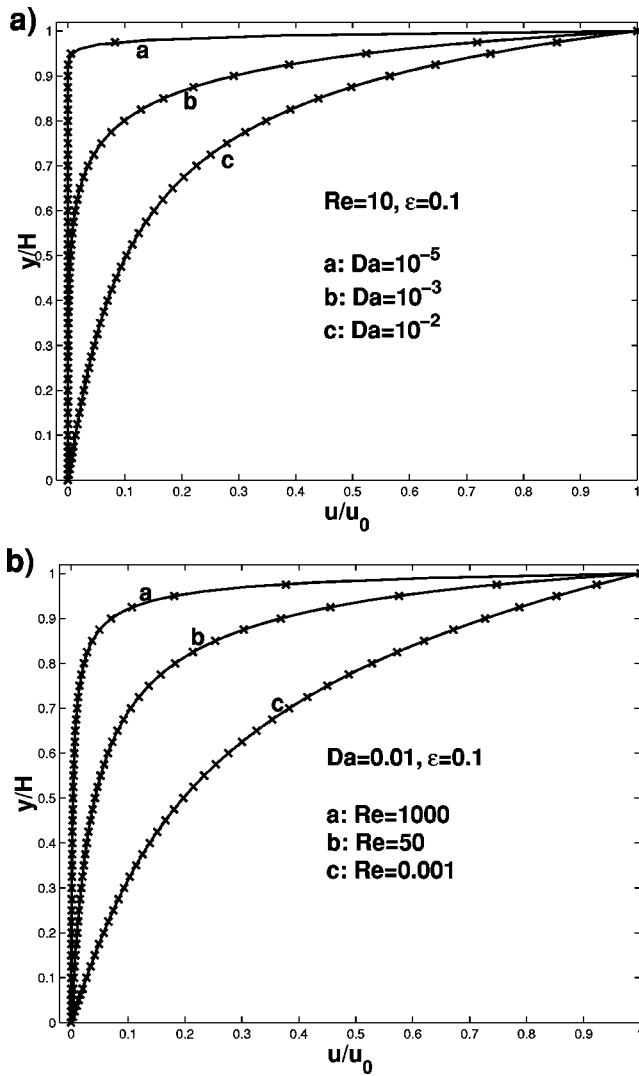 a)
1
0.9
0.8
0.7
0.6
0.5
0.4
0.3
0.2
0.1
0
y/H
a
b
c
Re=10, ε=0.1
a: Da=10⁻⁵
b: Da=10⁻³
c: Da=10⁻²
0 0.1 0.2 0.3 0.4 0.5 0.6 0.7 0.8 0.9 1
u/u₀
b)
1
0.9
0.8
0.7
0.6
0.5
0.4
0.3
0.2
0.1
0
y/H
a
b
c
Da=0.01, ε=0.1
a: Re=1000
b: Re=50
c: Re=0.001
0 0.1 0.2 0.3 0.4 0.5 0.6 0.7 0.8 0.9 1
u/u₀